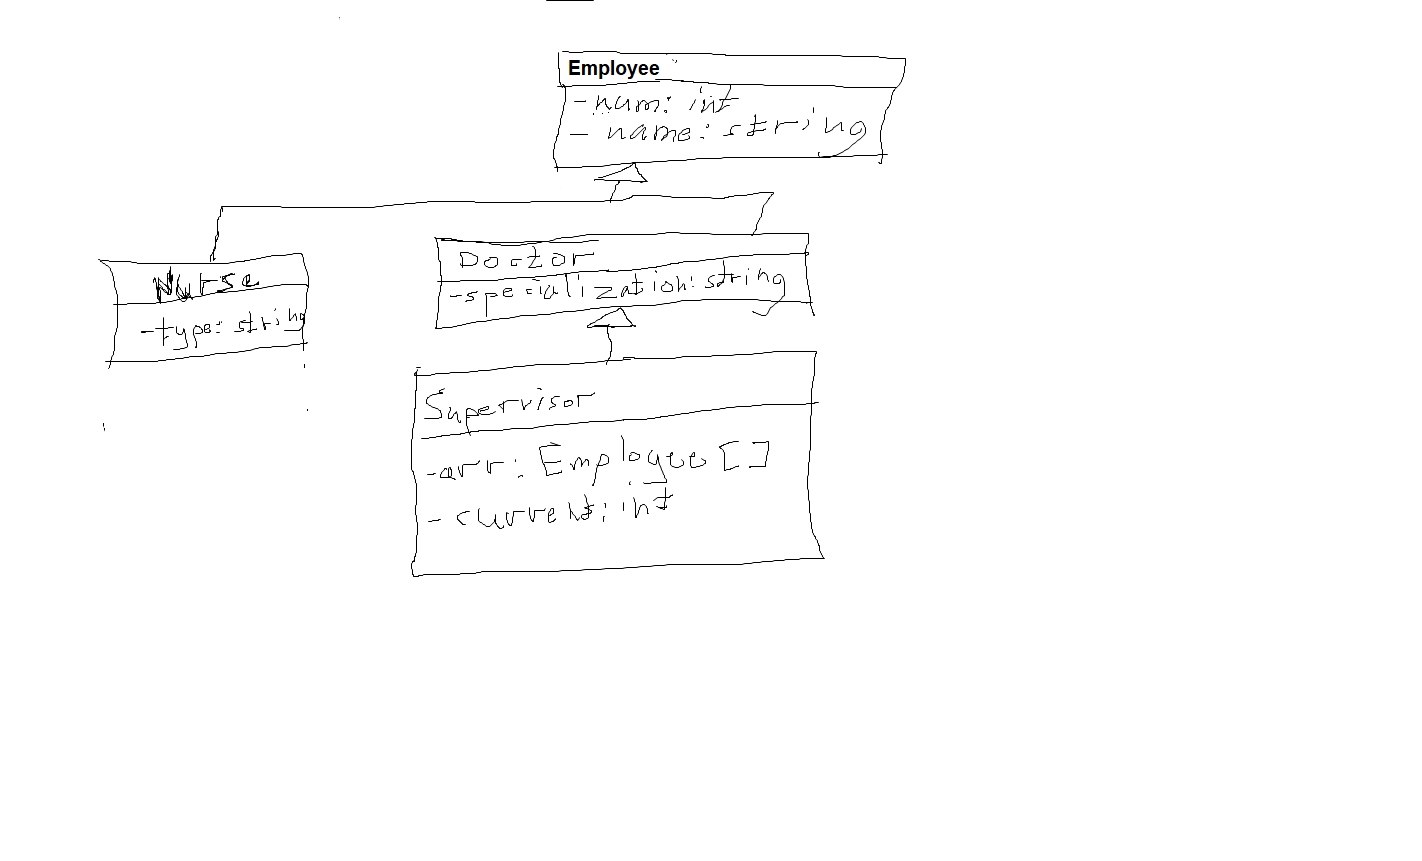 Employee
-num: int
- name: string
Nurse
-type: string
Doctor
-specialization: string
Supervisor
-arr: Employee []
- current: int